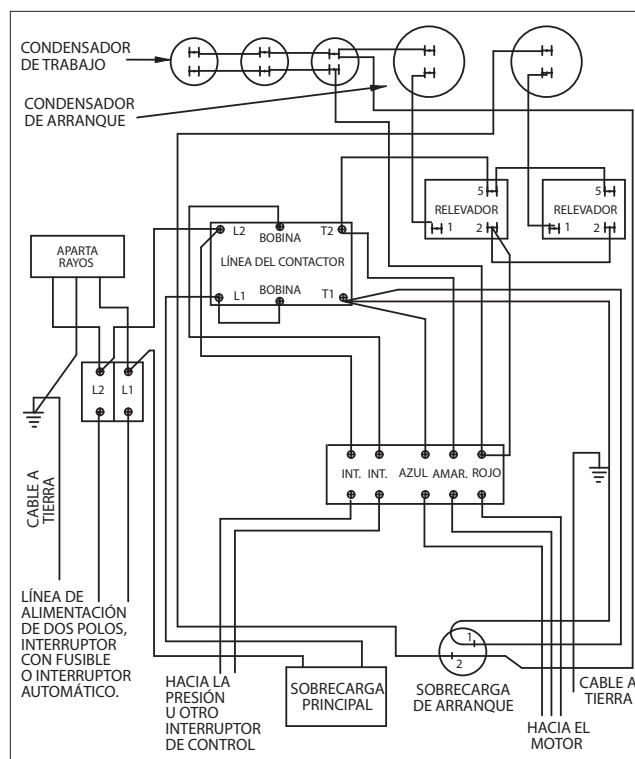 CONDENSADOR
DE TRABAJO
CONDENSADOR
DE ARRANQUE
5
RELEVADOR
1
2
5
RELEVADOR
1
2
L2
BOBINA
T2
LÍNEA DEL CONTACTOR
L1
BOBINA
T1
APARTA
RAYOS
L2
L1
INT.
INT.
AZUL
AMAR.
ROJO
CABLE A
TIERRA
LÍNEA DE
ALIMENTACIÓN
DE DOS POLOS,
INTERRUPTOR
CON FUSIBLE
O INTERRUPTOR
AUTOMÁTICO.
HACIA LA
PRESIÓN
U OTRO
INTERRUPTOR
DE CONTROL
SOBRECARGA
PRINCIPAL
1
2
SOBRECARGA
DE ARRANQUE
CABLE A
TIERRA
HACIA EL
MOTOR